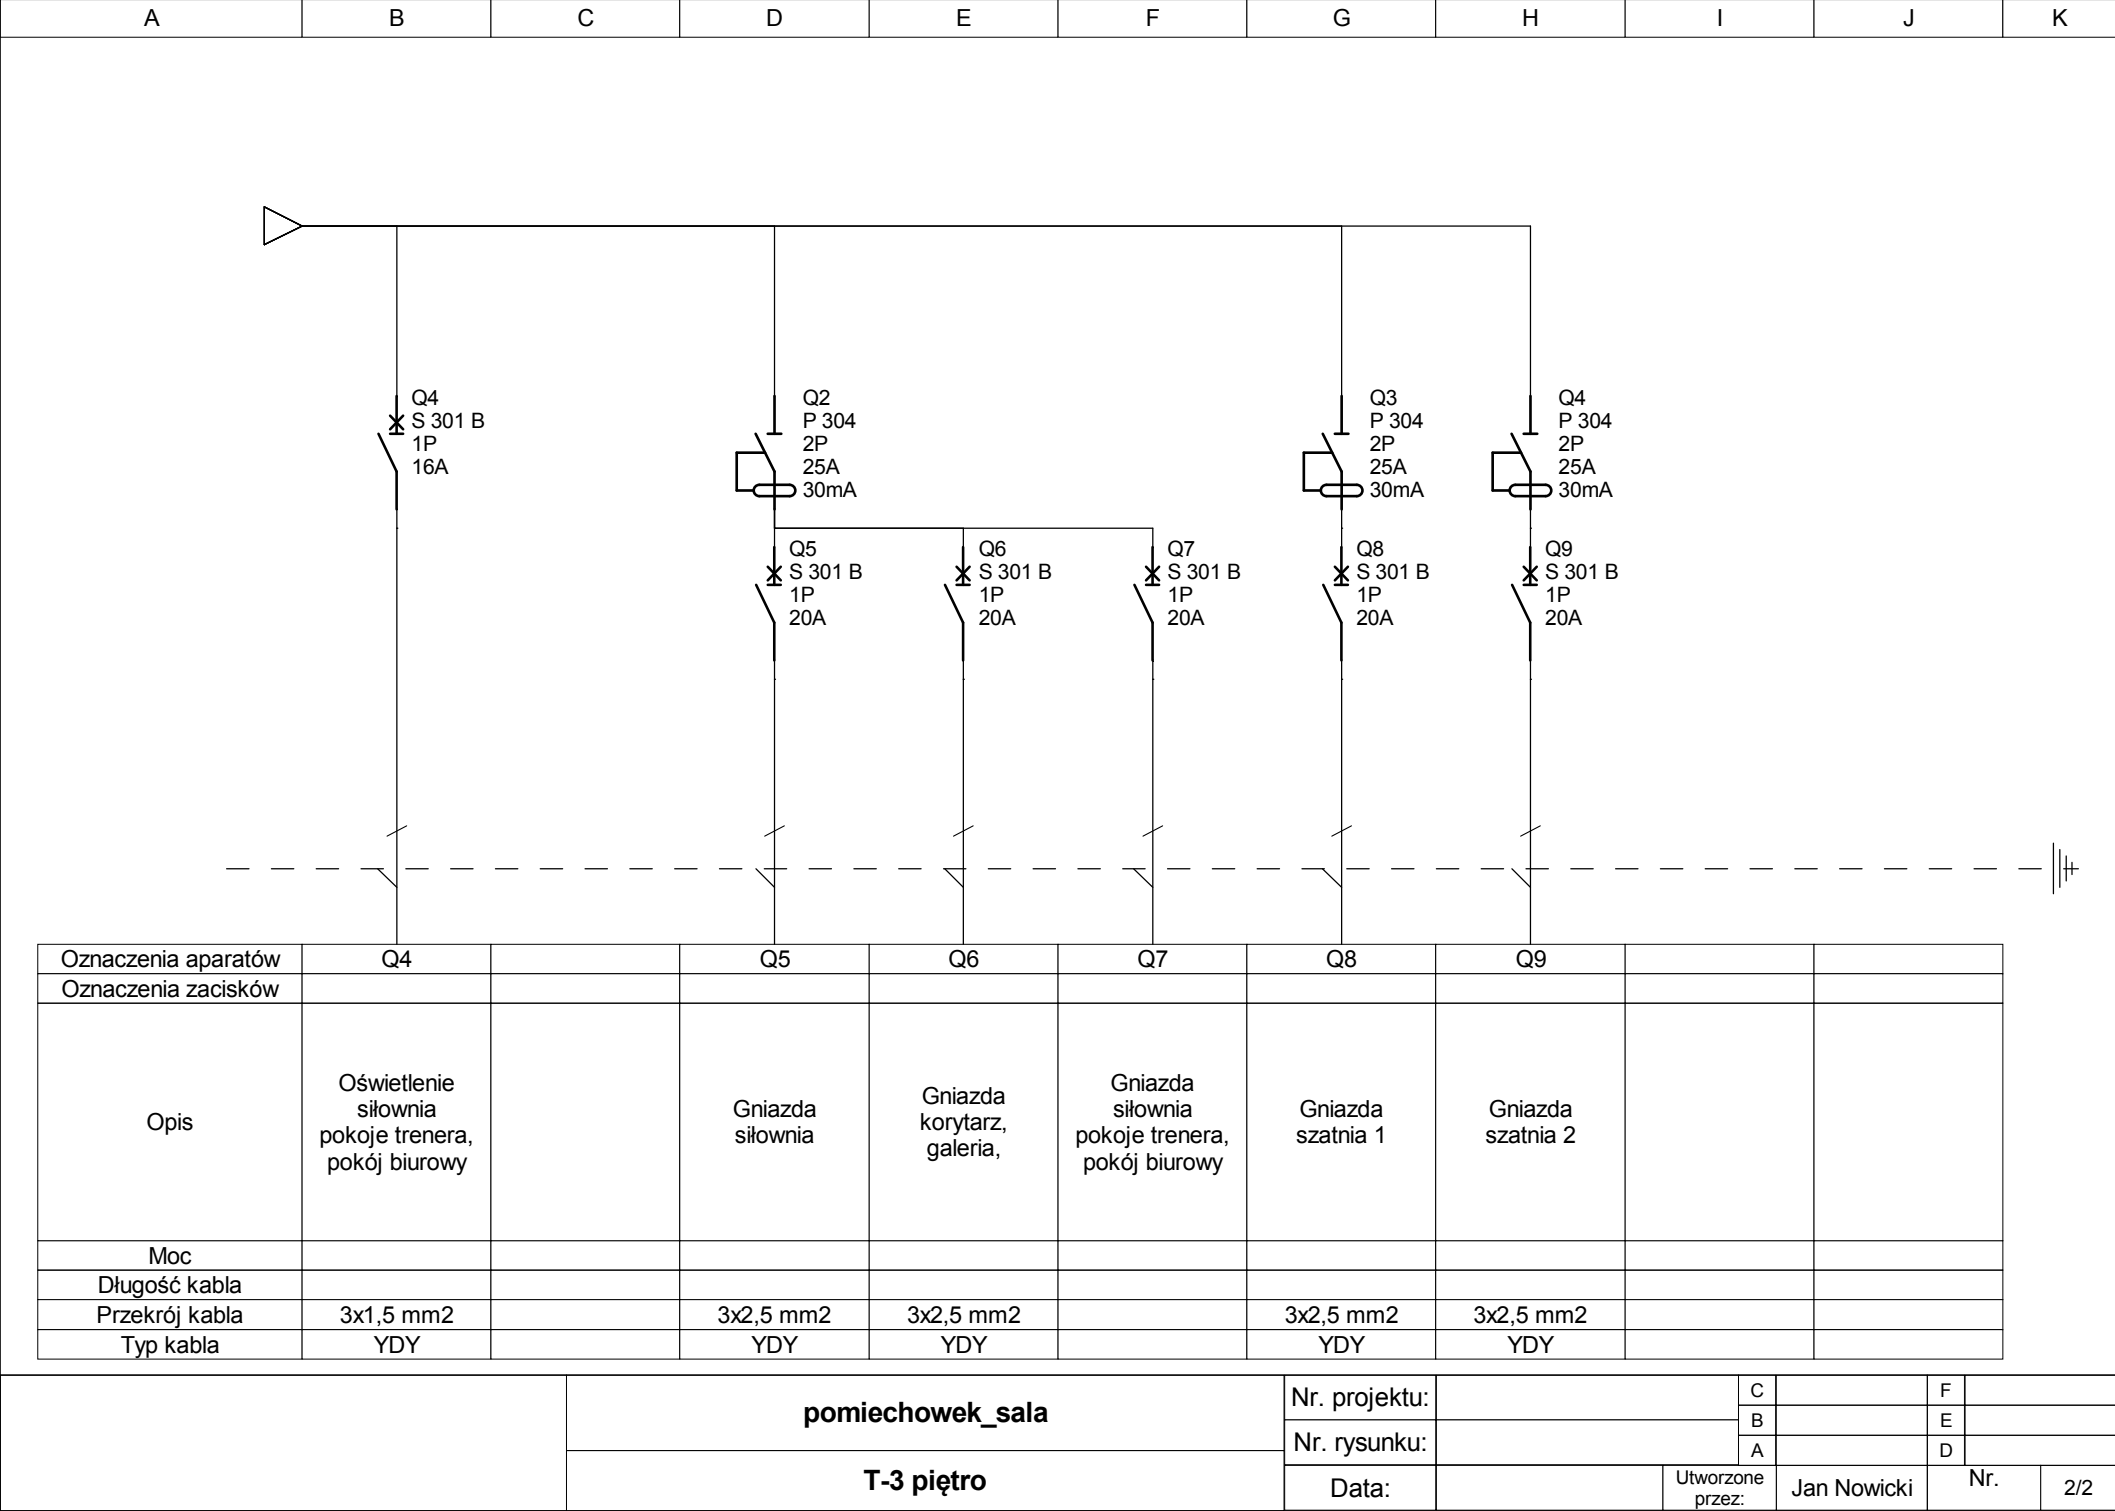 A B C D E F G H I J K
Q4
S 301 B
1P
16A
Q2
P 304
2P
25A
30mA
Q3
P 304
2P
25A
30mA
Q4
P 304
2P
25A
30mA
Q5
S 301 B
1P
20A
Q6
S 301 B
1P
20A
Q7
S 301 B
1P
20A
Q8
S 301 B
1P
20A
Q9
S 301 B
1P
20A
Oznaczenia aparatów Q4 Q5 Q6 Q7 Q8 Q9
Oznaczenia zacisków
Opis
Oświetlenie
siłownia
pokoje trenera,
pokój biurowy
Gniazda
siłownia
Gniazda
korytarz,
galeria,
Gniazda
siłownia
pokoje trenera,
pokój biurowy
Gniazda
szatnia 1
Gniazda
szatnia 2
Moc
Długość kabla
Przekrój kabla 3x1,5 mm2 3x2,5 mm2 3x2,5 mm2 3x2,5 mm2 3x2,5 mm2
Typ kabla YDY YDY YDY YDY YDY
pomiechowek_sala
T-3 piętro
Nr. projektu:
Nr. rysunku:
Data:
C F
B E
A D
Utworzone
przez:
Jan Nowicki
Nr.
2/2